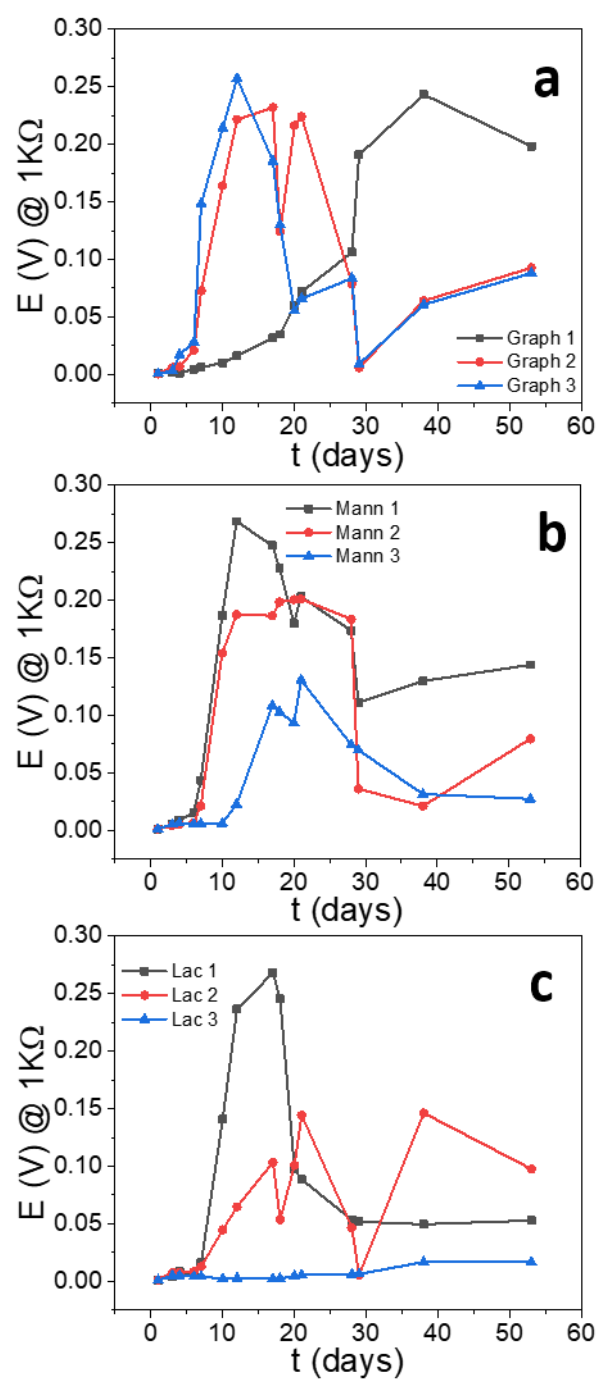 0.30
a
0.25
0.20
0.15
0.10
0.05
0.00
E (V) @ 1KΩ
Graph 1
Graph 2
Graph 3
0 10 20 30 40 50 60
t (days)
0.30
Mann 1
Mann 2
Mann 3
b
0.25
0.20
0.15
0.10
0.05
0.00
E (V) @ 1KΩ
0 10 20 30 40 50 60
t (days)
0.30
Lac 1
Lac 2
Lac 3
c
0.25
0.20
0.15
0.10
0.05
0.00
E (V) @ 1KΩ
0 10 20 30 40 50 60
t (days)